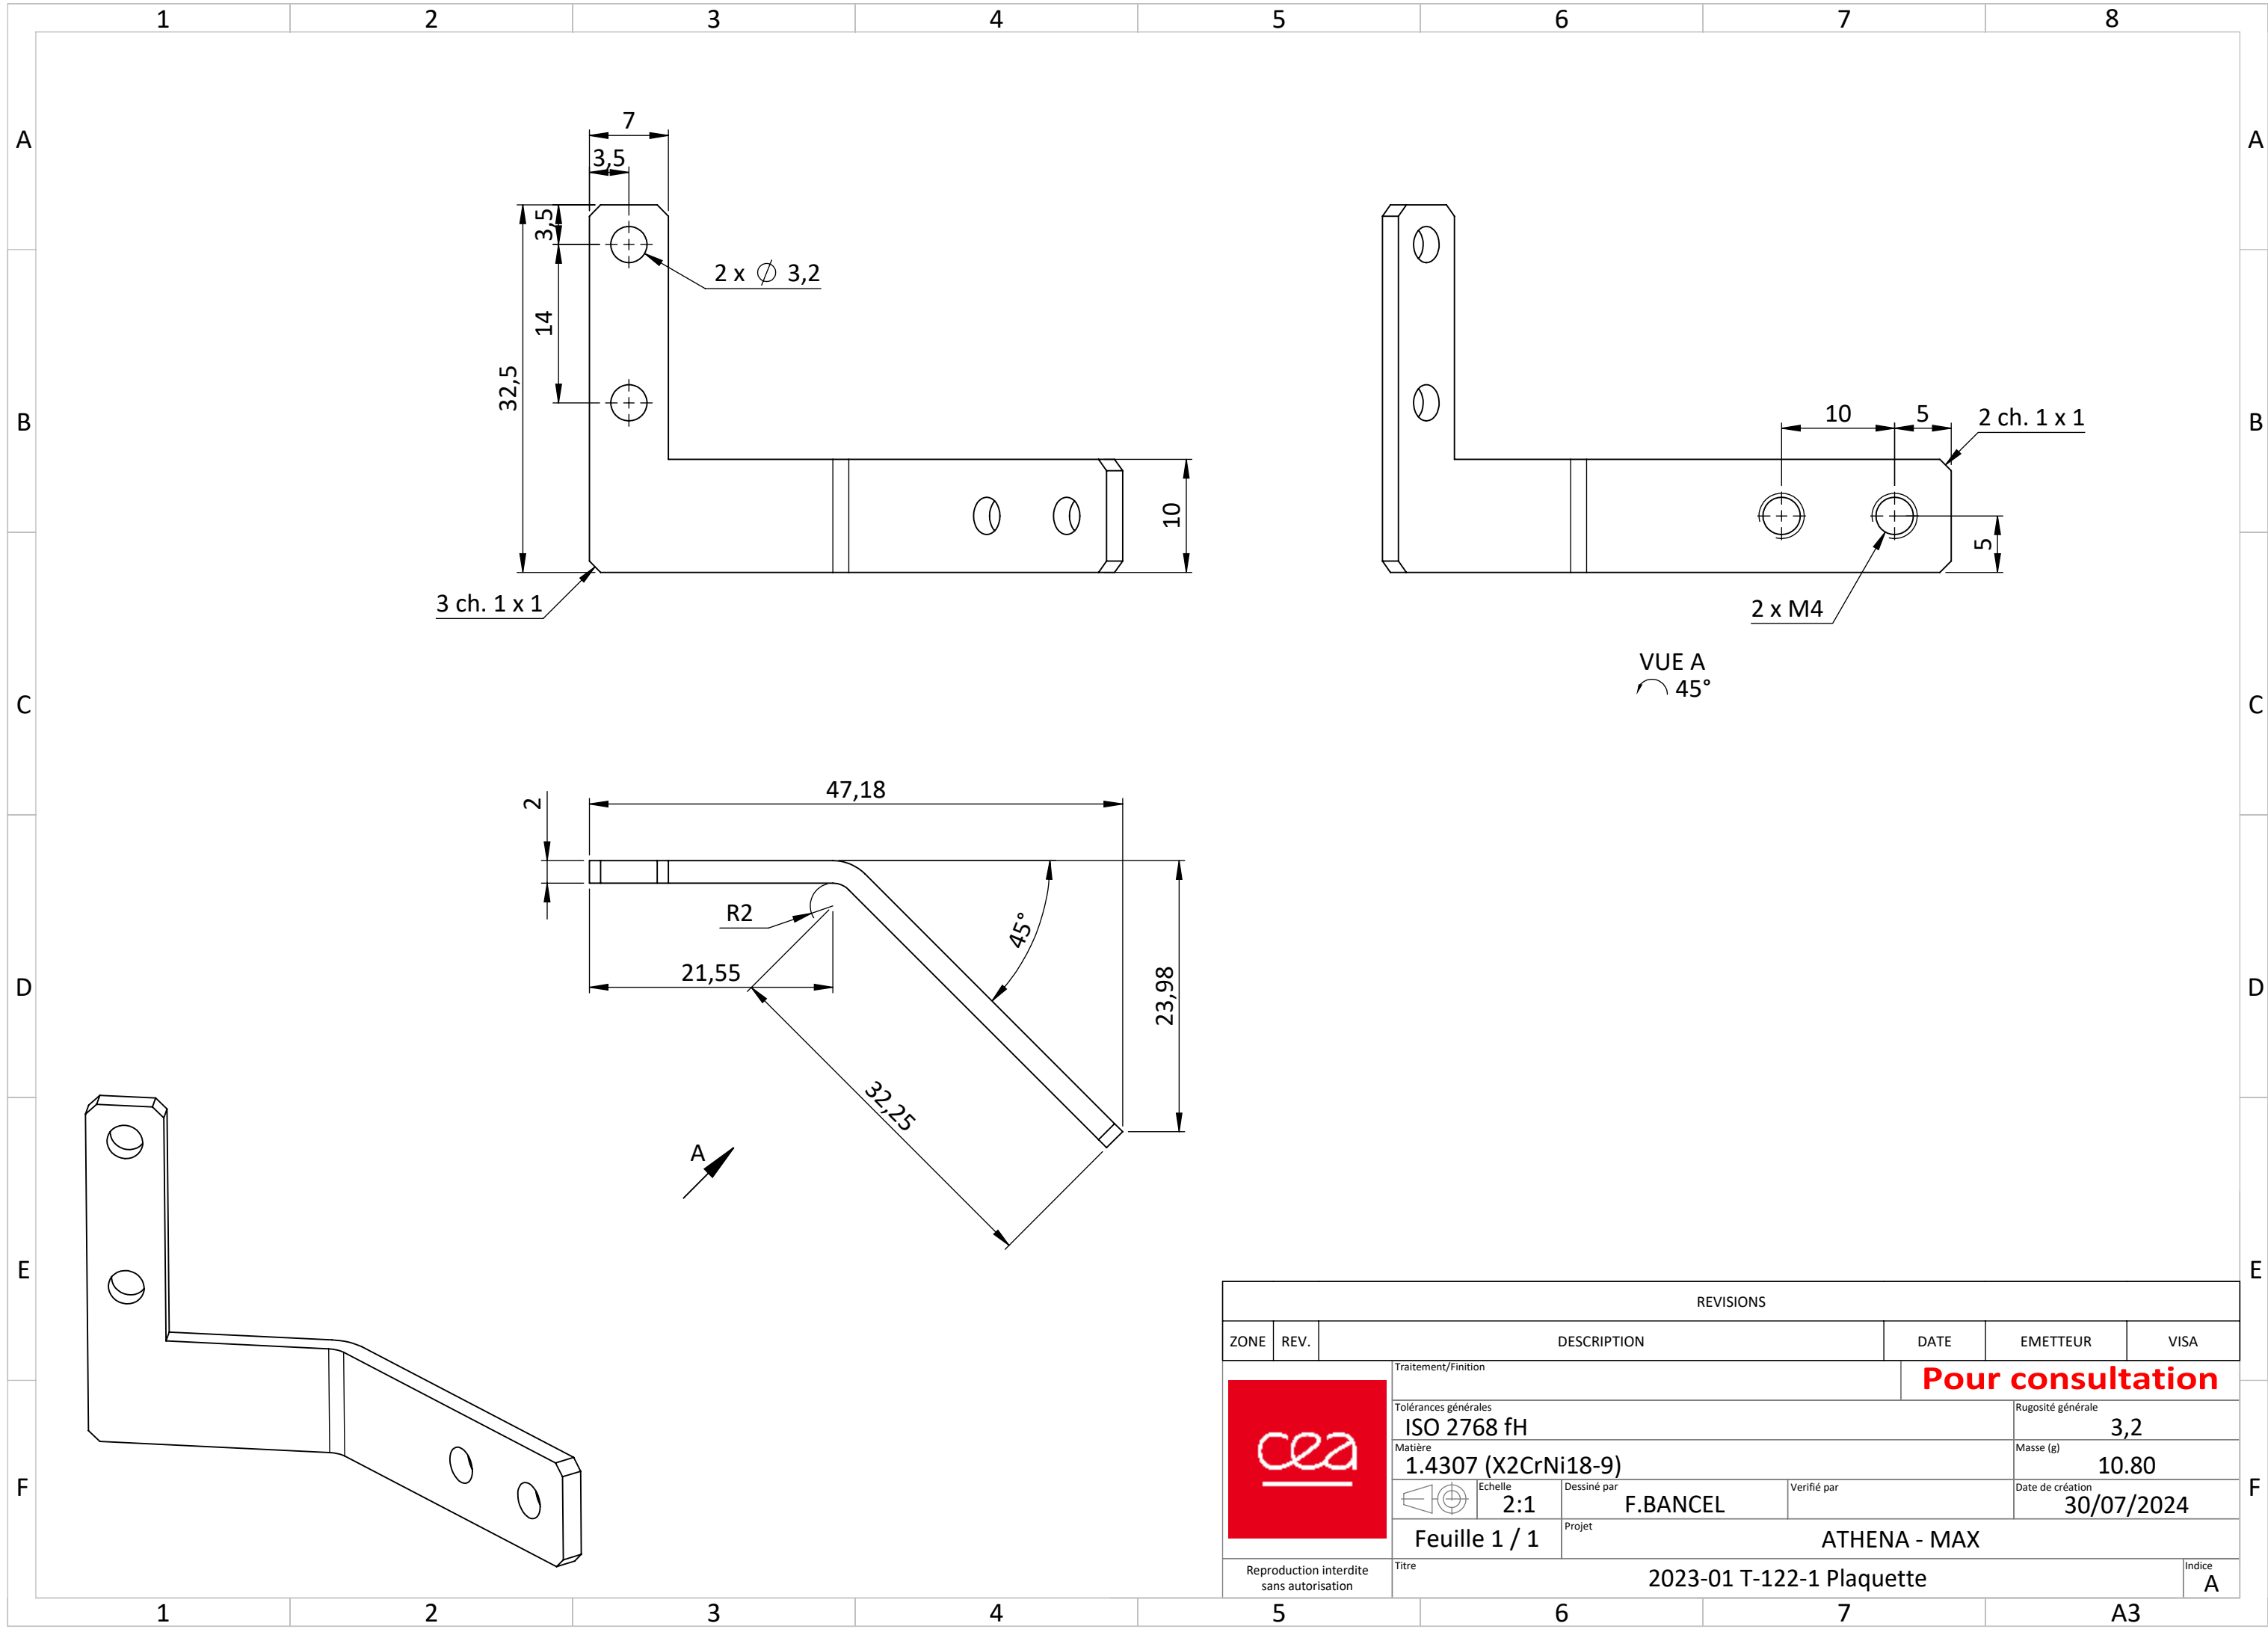 1 2 3 4 5 6 7 8
A A
7
3,5
3,5
2 x ∅ 3,2
14
32,5
B B
10 5 2 ch. 1 x 1
10
5
3 ch. 1 x 1
2 x M4
VUE A
45°
C C
47,18
2
R2
45°
21,55
23,98
D D
32,25
A
E E
REVISIONS
ZONE REV. DESCRIPTION DATE EMETTEUR VISA
Traitement/Finition
Pour consultation
Tolérances générales
ISO 2768 fH
Rugosité générale
3,2
cea
Matière
1.4307 (X2CrNi18-9)
Masse (g)
10.80
F F
Echelle
2:1
Dessiné par
F.BANCEL
Verifié par
Date de création
30/07/2024
Feuille 1 / 1
Projet
ATHENA - MAX
Reproduction interdite
sans autorisation
Titre
2023-01 T-122-1 Plaquette
Indice
A
1 2 3 4 5 6 7 A3